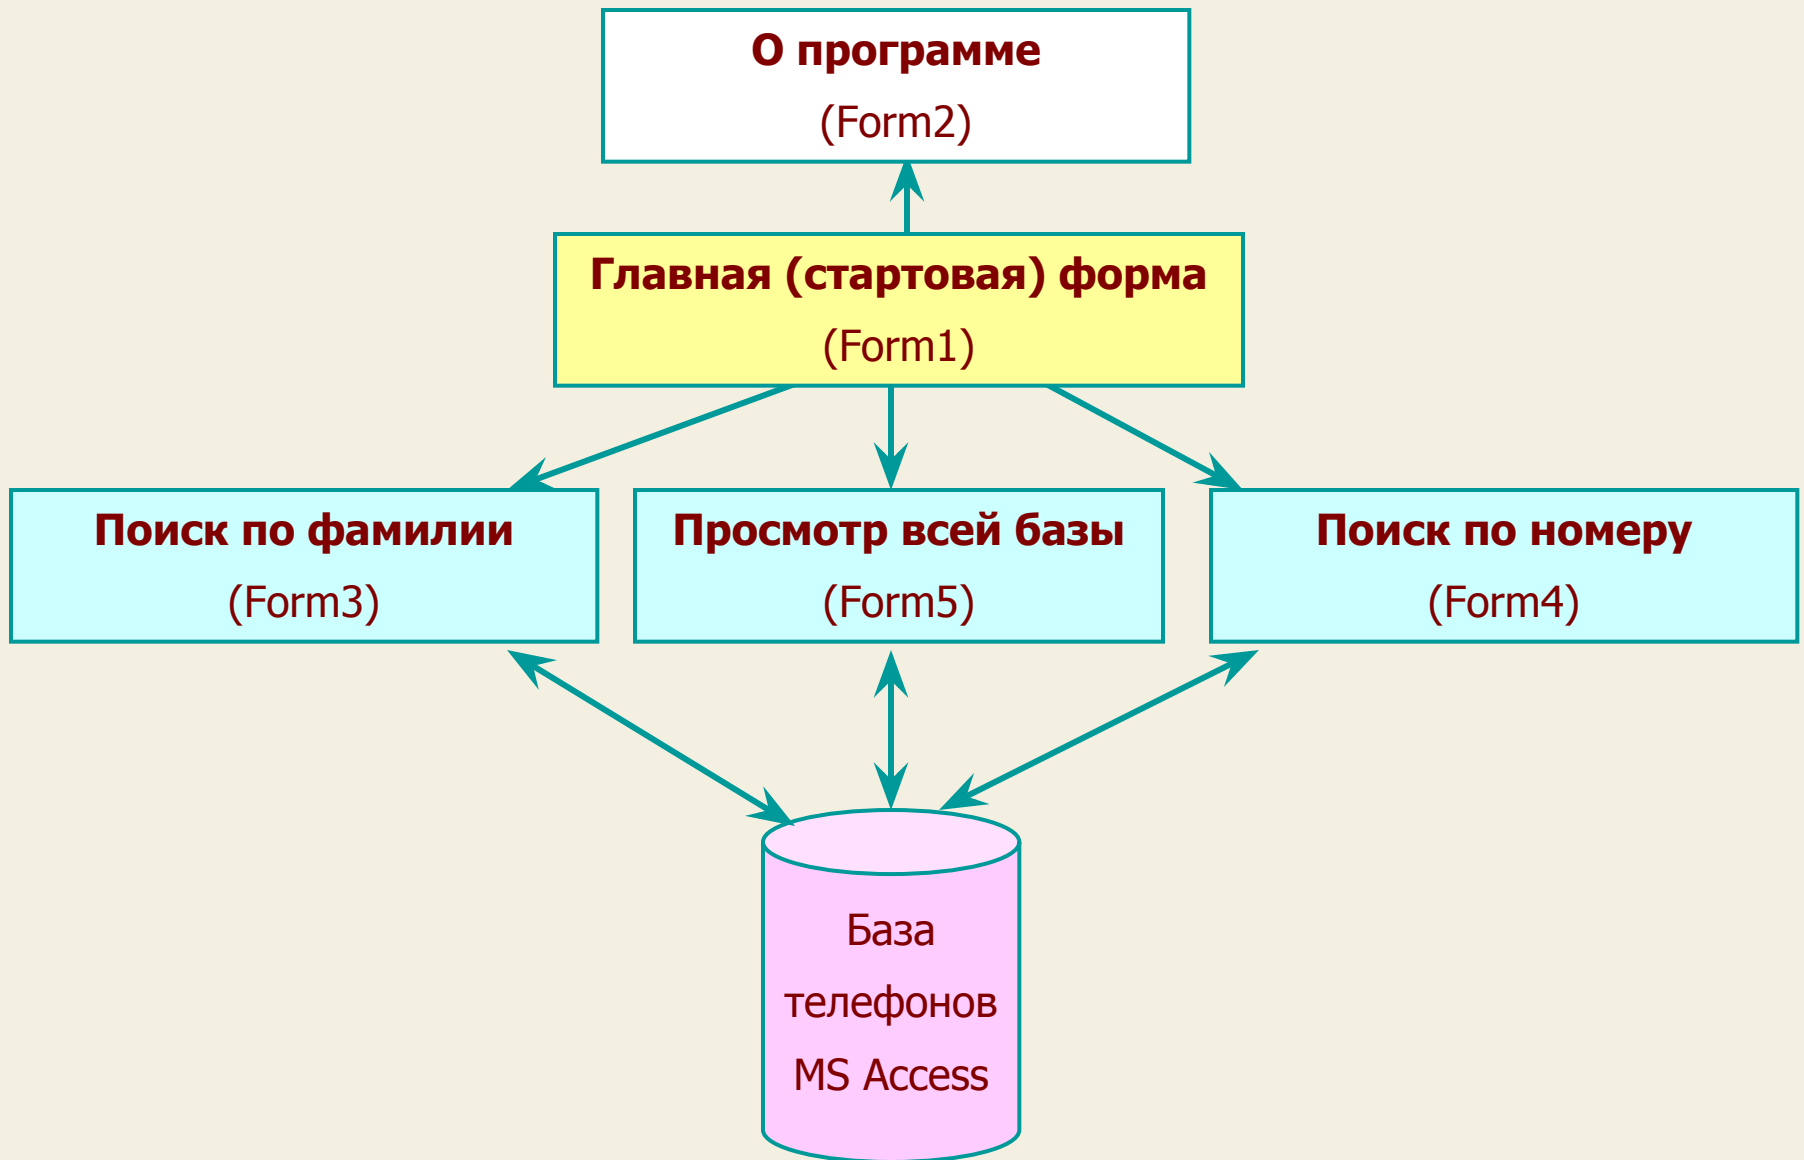 О программе
(Form2)
Главная (стартовая) форма
(Form1)
Поиск по фамилии
(Form3)
Просмотр всей базы
(Form5)
Поиск по номеру
(Form4)
База
телефонов
MS Access